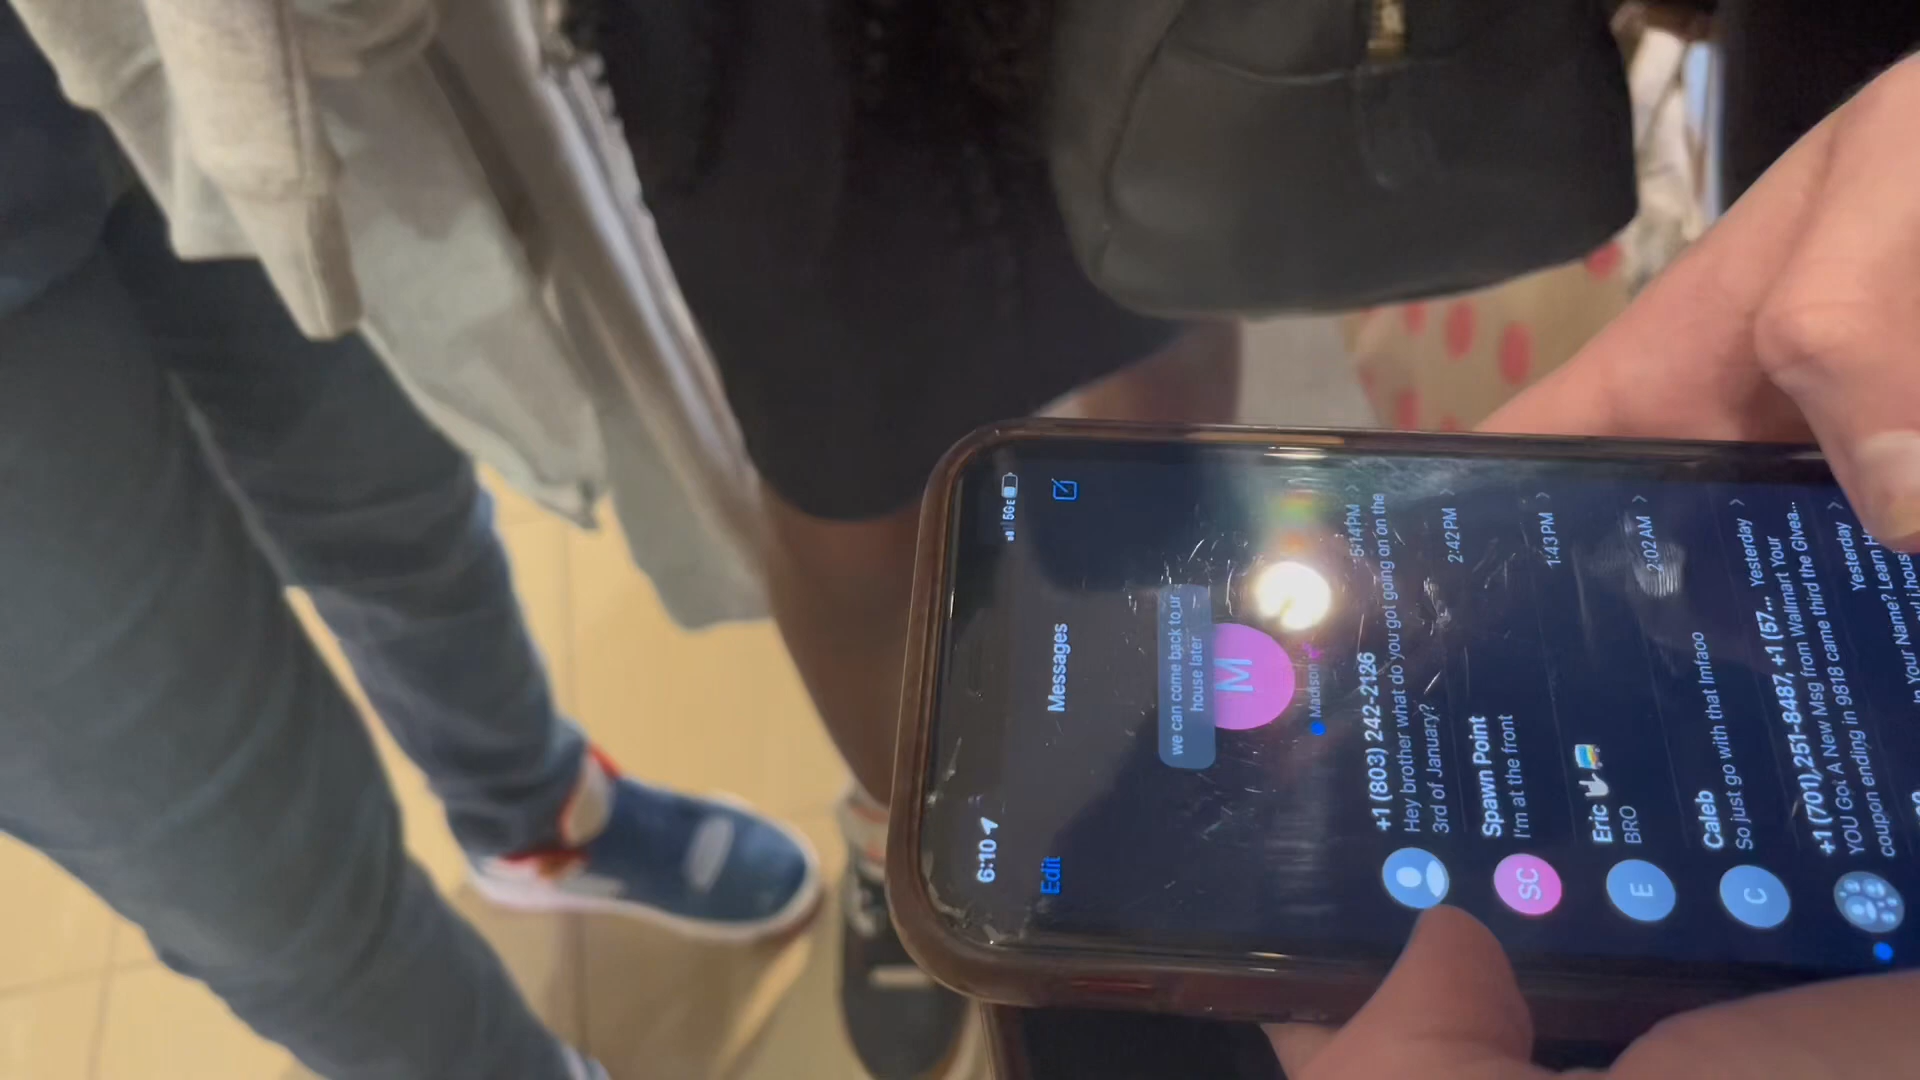 6:10
5G E
Edit
Messages
we can come back to ur
house later
M
Madison
+1 (803) 242-2126
5:14 PM
Hey brother what do you got going on on the
3rd of January?
SC
Spawn Point
2:42 PM
I'm at the front
E
Eric
1:43 PM
BRO
C
Caleb
2:02 AM
So just go with that lmfaoo
+1 (701) 251-8487, +1 (57...
Yesterday
YOU Got A New Msg from Wallmart Your
coupon ending in 9818 came third the GIvea...
Yesterday
In Your Name? Learn H